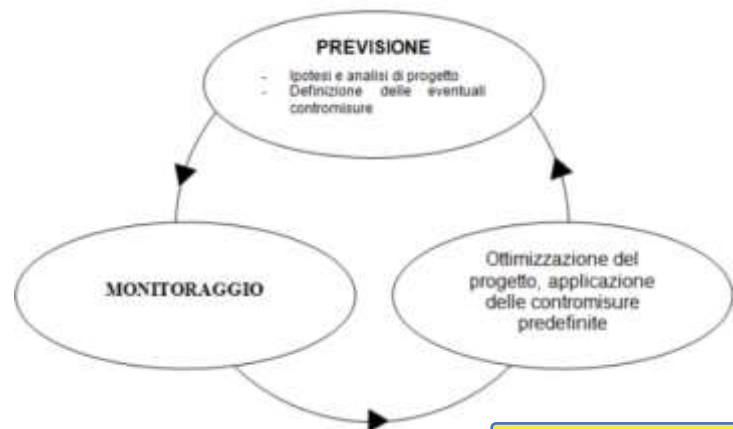 PREVISIONE
- Ipotesi e analisi di progetto
- Definizione delle eventuali
contromisure
MONITORAGGIO
Ottimizzazione del
progetto, applicazione
delle contromisure
predefinite